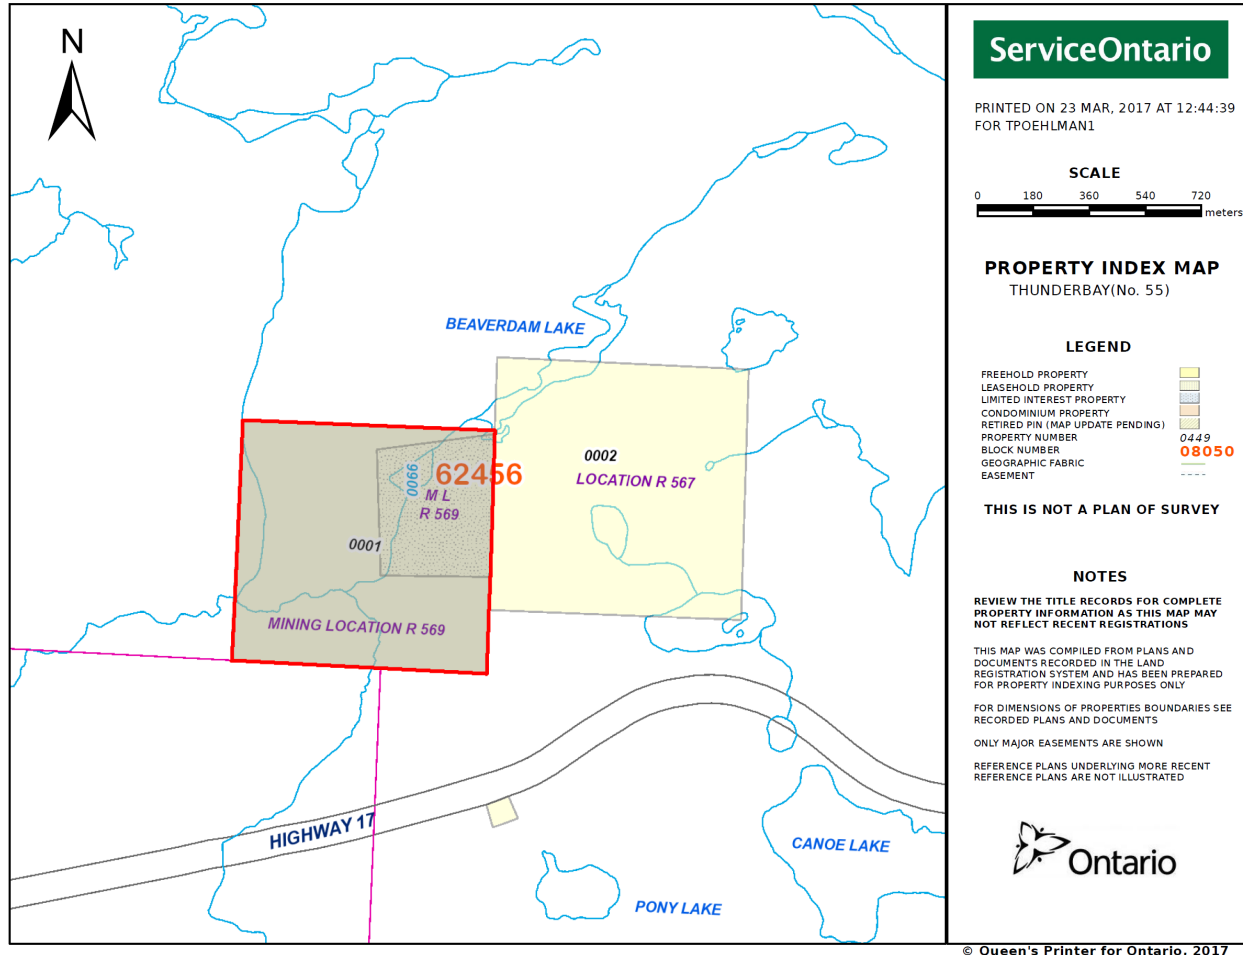 N
BEAVERDAM LAKE
0002
LOCATION R 567
62456
0066
M L
R 569
0001
MINING LOCATION R 569
HIGHWAY 17
CANOE LAKE
PONY LAKE
ServiceOntario
PRINTED ON 23 MAR, 2017 AT 12:44:39
FOR TPOEHLMAN1
SCALE
0 180 360 540 720
meters
PROPERTY INDEX MAP
THUNDERBAY(No. 55)
LEGEND
FREEHOLD PROPERTY
LEASEHOLD PROPERTY
LIMITED INTEREST PROPERTY
CONDOMINIUM PROPERTY
RETIRED PIN (MAP UPDATE PENDING)
PROPERTY NUMBER 0449
BLOCK NUMBER 08050
GEOGRAPHIC FABRIC
EASEMENT
THIS IS NOT A PLAN OF SURVEY
NOTES
REVIEW THE TITLE RECORDS FOR COMPLETE
PROPERTY INFORMATION AS THIS MAP MAY
NOT REFLECT RECENT REGISTRATIONS
THIS MAP WAS COMPILED FROM PLANS AND
DOCUMENTS RECORDED IN THE LAND
REGISTRATION SYSTEM AND HAS BEEN PREPARED
FOR PROPERTY INDEXING PURPOSES ONLY
FOR DIMENSIONS OF PROPERTIES BOUNDARIES SEE
RECORDED PLANS AND DOCUMENTS
ONLY MAJOR EASEMENTS ARE SHOWN
REFERENCE PLANS UNDERLYING MORE RECENT
REFERENCE PLANS ARE NOT ILLUSTRATED
Ontario
© Queen's Printer for Ontario, 2017